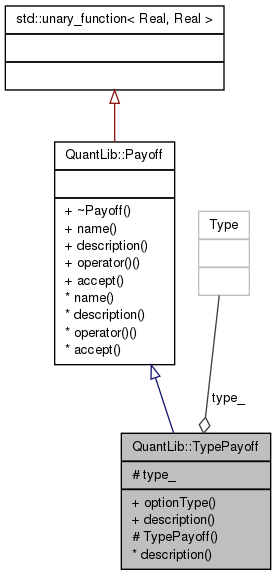 std::unary_function< Real, Real >
QuantLib::Payoff
+ ~Payoff()
+ name()
+ description()
+ operator()()
+ accept()
* name()
* description()
* operator()()
* accept()
Type
type_
QuantLib::TypePayoff
# type_
+ optionType()
+ description()
# TypePayoff()
* description()